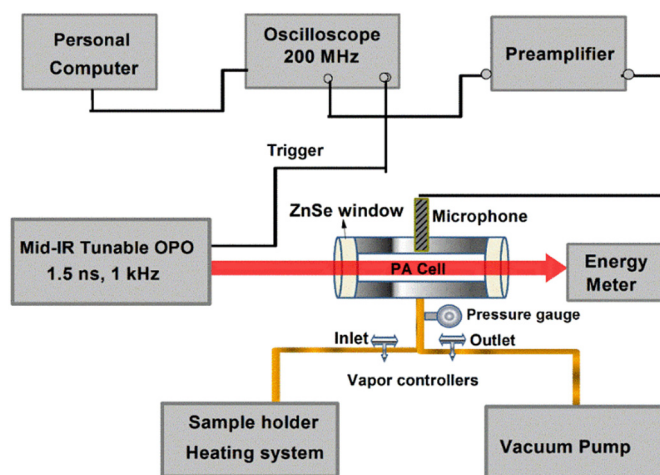 Personal
Computer
Oscilloscope
200 MHz
Preamplifier
Trigger
ZnSe window
Microphone
Mid-IR Tunable OPO
1.5 ns, 1 kHz
PA Cell
Energy
Meter
Pressure gauge
Inlet
Outlet
Vapor controllers
Sample holder
Heating system
Vacuum Pump